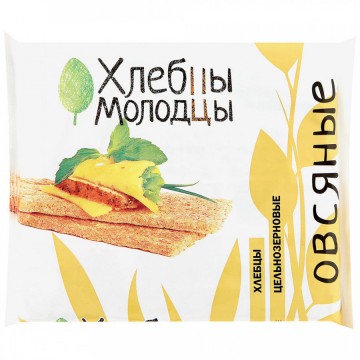 Хлебцы
Молодцы
ХЛЕБЦЫ
ЦЕЛЬНОЗЕРНОВЫЕ
ОВСЯНЫЕ